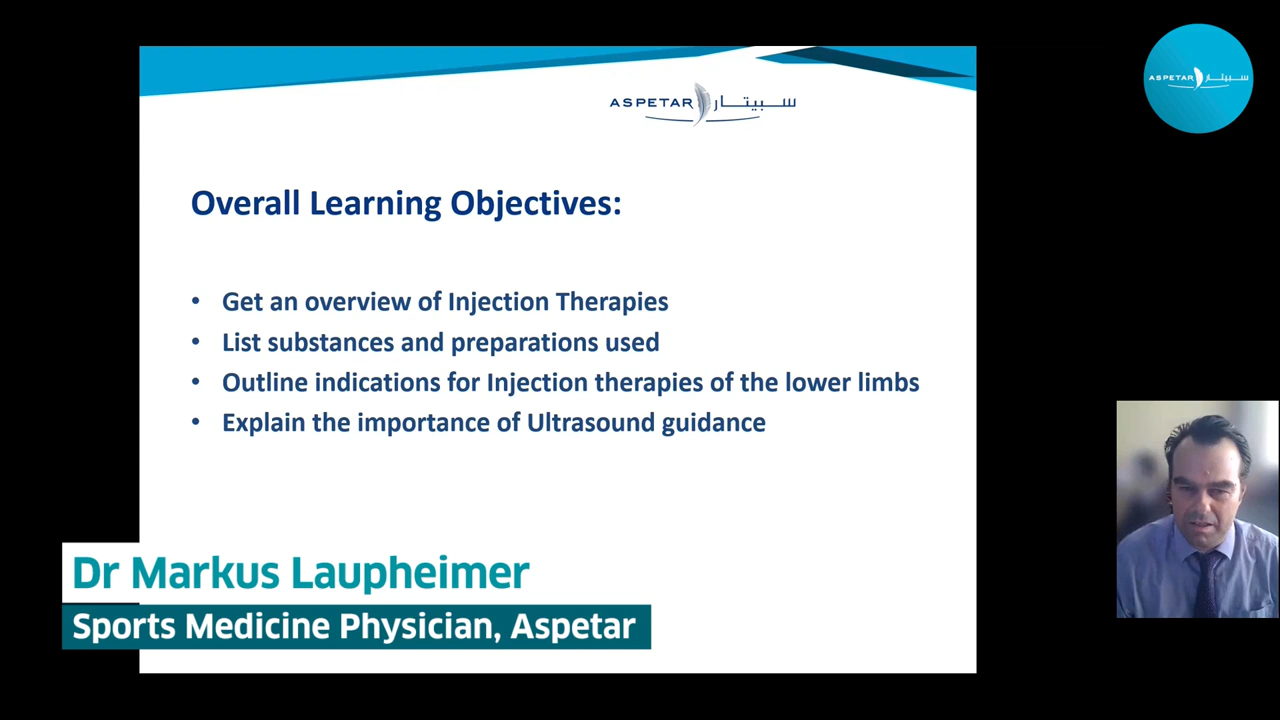 ASPETAR سبيتار
ASPETAR سبيتار
Overall Learning Objectives:
• Get an overview of Injection Therapies
• List substances and preparations used
• Outline indications for Injection therapies of the lower limbs
• Explain the importance of Ultrasound guidance
Dr Markus Laupheimer
Sports Medicine Physician, Aspetar